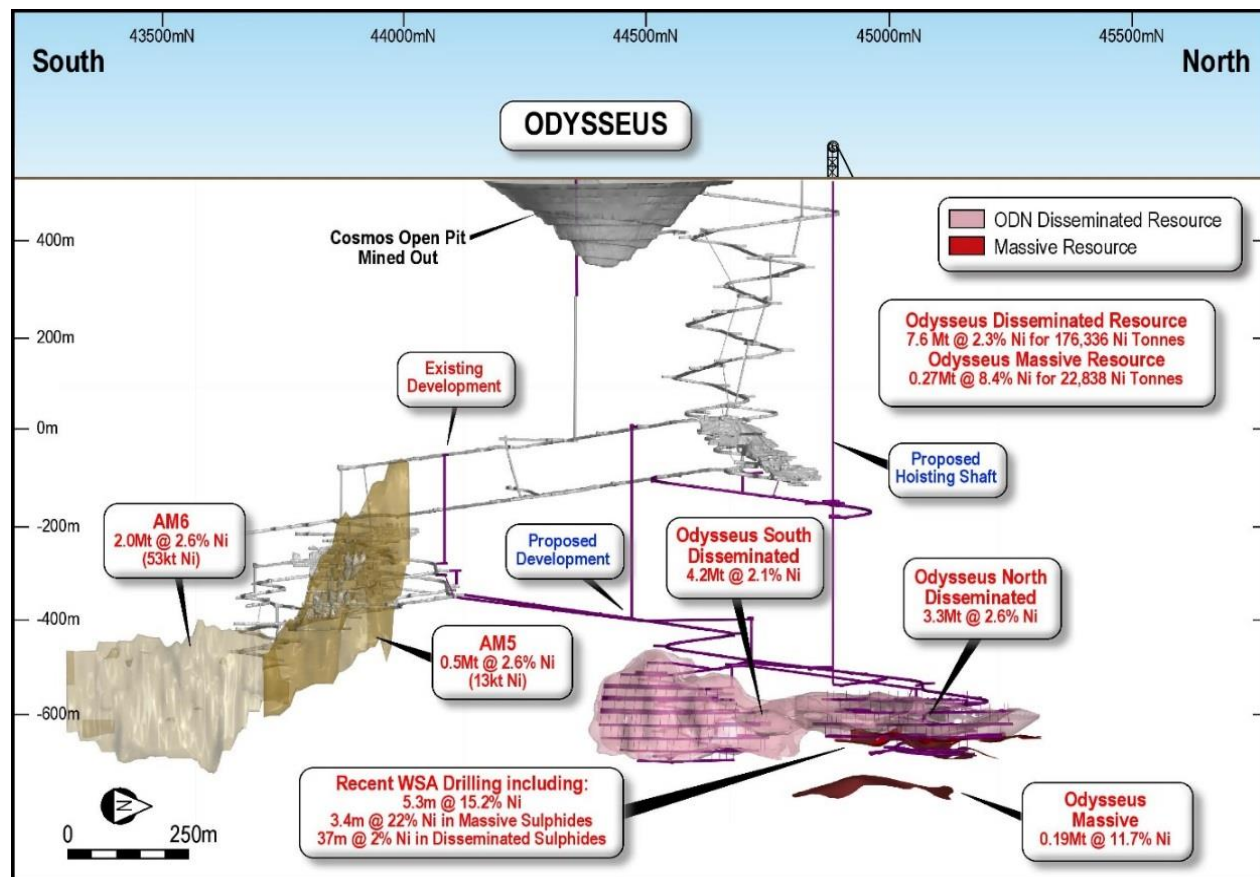 43500mN
44000mN
44500mN
45000mN
45500mN
South
North
ODYSSEUS
Cosmos Open Pit
Mined Out
ODN Disseminated Resource
Massive Resource
400m
200m
0m
-200m
-400m
-600m
Odysseus Disseminated Resource
7.6 Mt @ 2.3% Ni for 176,336 Ni Tonnes
Odysseus Massive Resource
0.27Mt @ 8.4% Ni for 22,838 Ni Tonnes
Existing
Development
Proposed
Hoisting Shaft
AM6
2.0Mt @ 2.6% Ni
(53kt Ni)
Proposed
Development
Odysseus South
Disseminated
4.2Mt @ 2.1% Ni
Odysseus North
Disseminated
3.3Mt @ 2.6% Ni
AM5
0.5Mt @ 2.6% Ni
(13kt Ni)
Recent WSA Drilling including:
5.3m @ 15.2% Ni
3.4m @ 22% Ni in Massive Sulphides
37m @ 2% Ni in Disseminated Sulphides
Odysseus
Massive
0.19Mt @ 11.7% Ni
N
0
250m